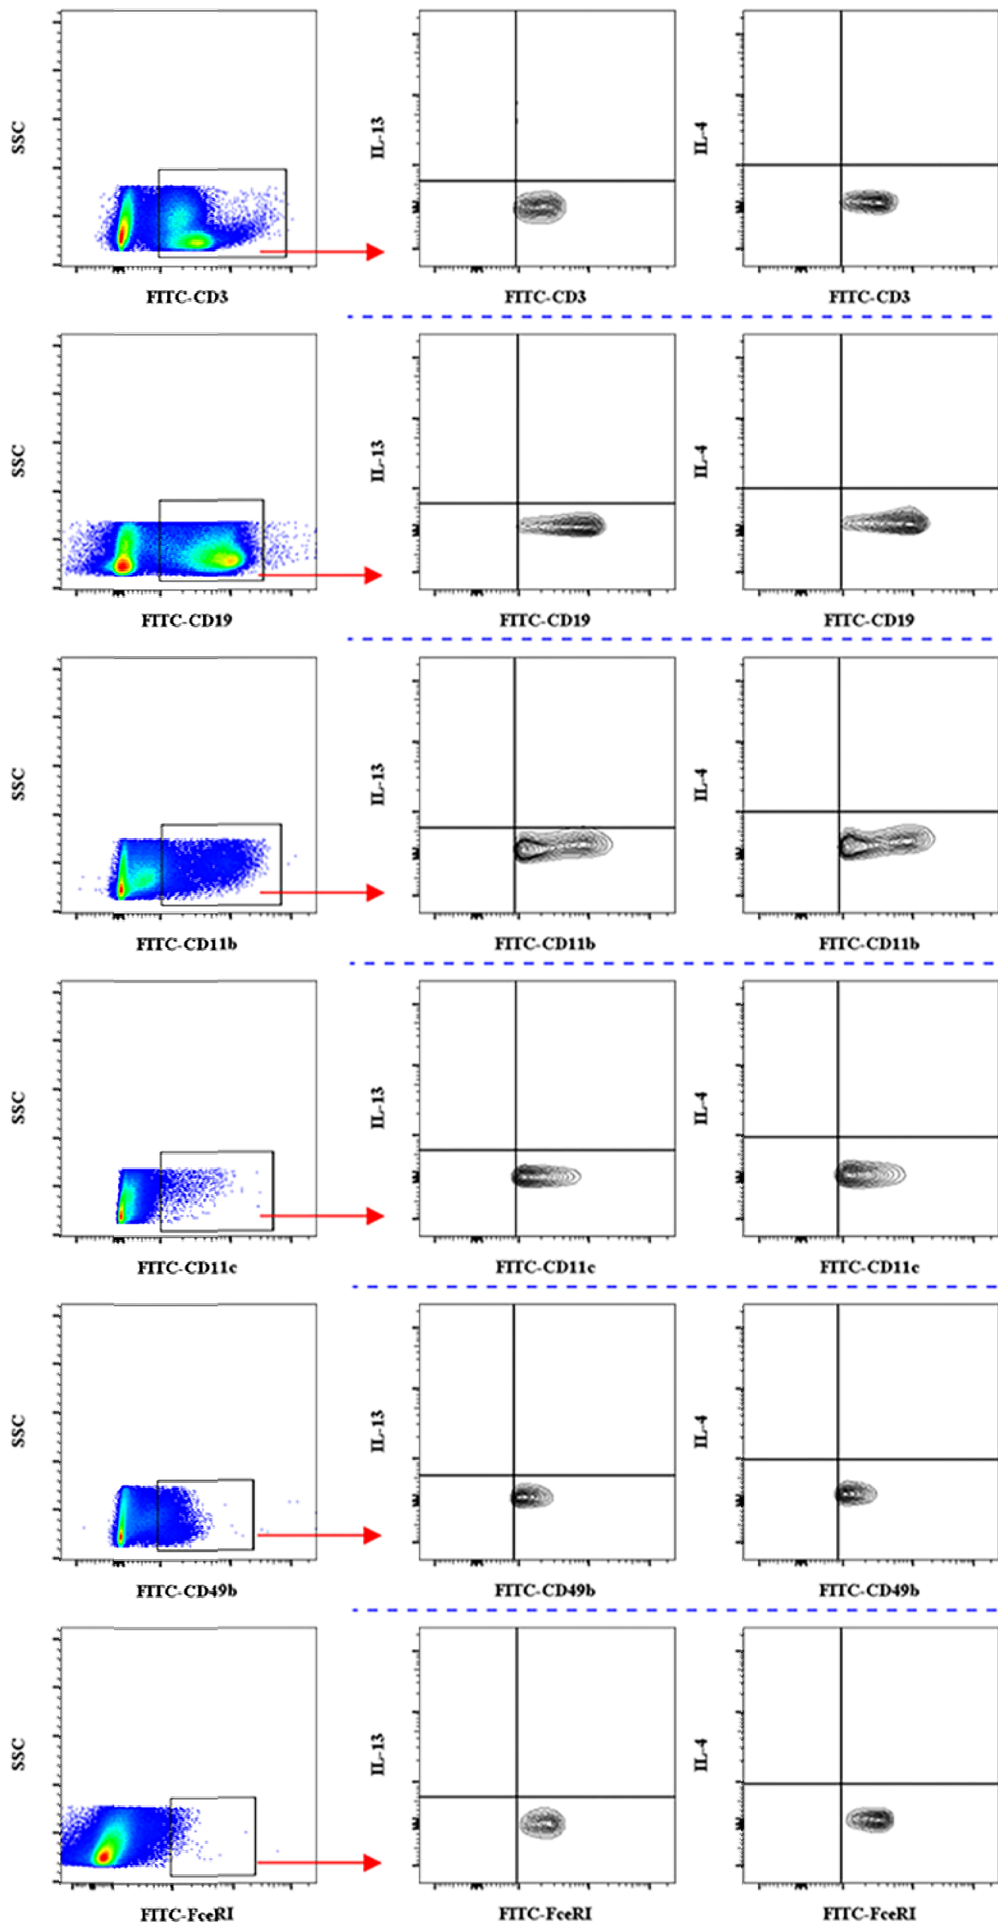 SSC
IL-13
IL-4
FITC-CD3
FITC-CD3
FITC-CD3
SSC
IL-13
IL-4
FITC-CD19
FITC-CD19
FITC-CD19
SSC
IL-13
IL-4
FITC-CD11b
FITC-CD11b
FITC-CD11b
SSC
IL-13
IL-4
FITC-CD11c
FITC-CD11c
FITC-CD11c
SSC
IL-13
IL-4
FITC-CD49b
FITC-CD49b
FITC-CD49b
SSC
IL-13
IL-4
FITC-FceRI
FITC-FceRI
FITC-FceRI